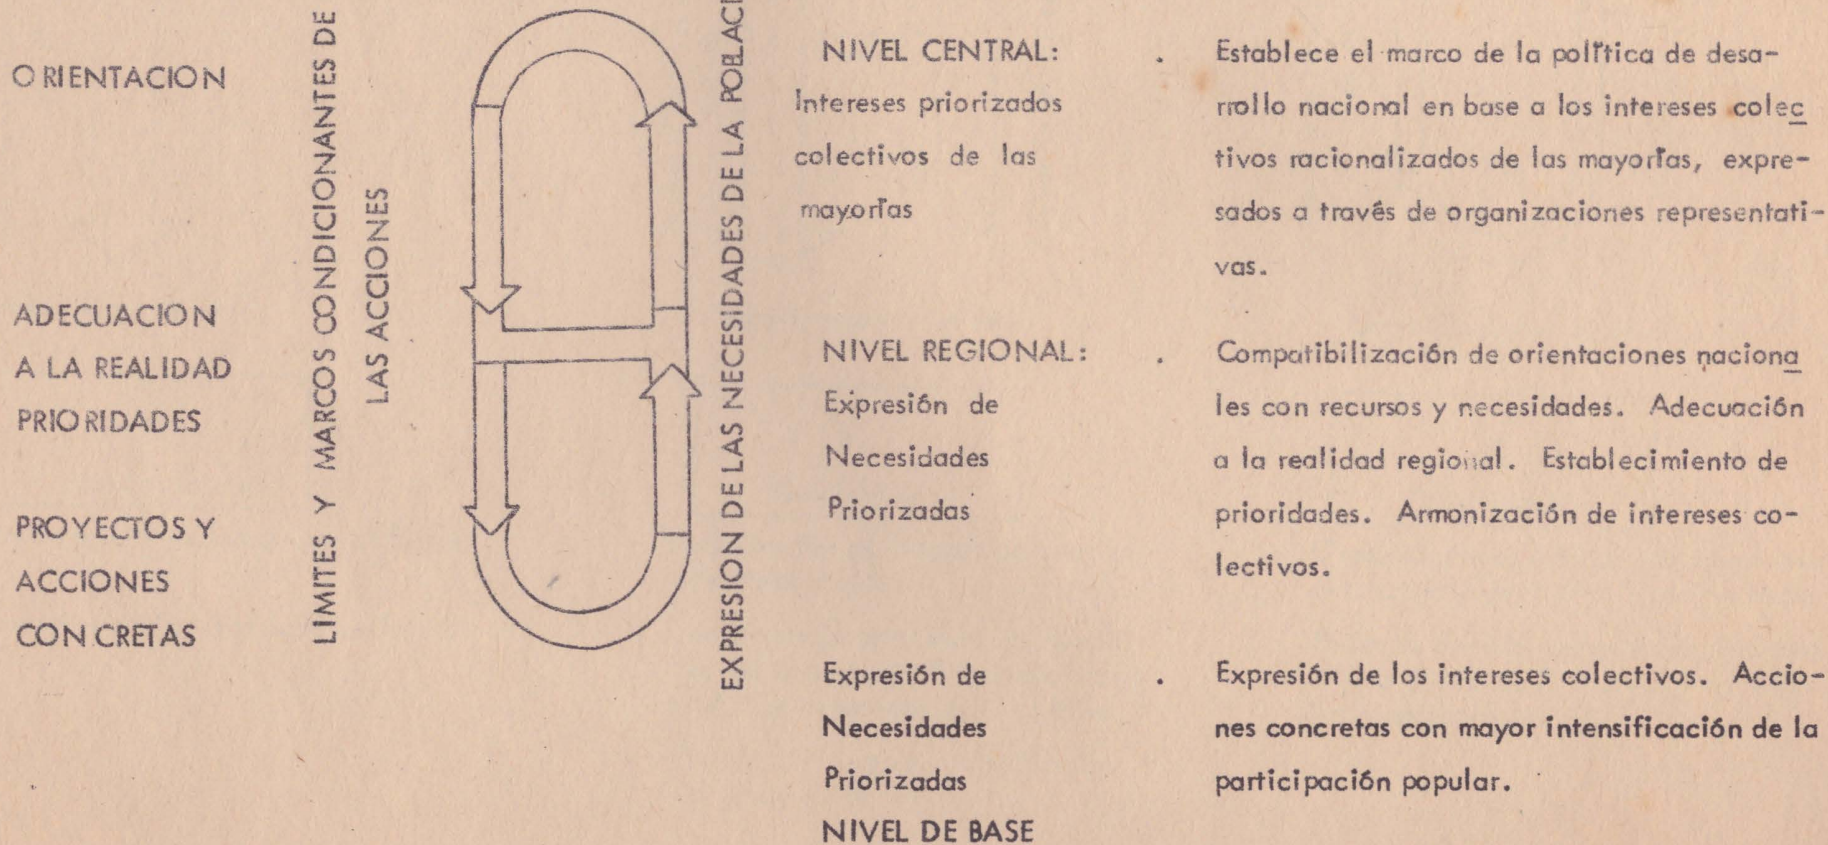 ORIENTACION
ADECUACION
A LA REALIDAD
PRIORIDADES
PROYECTOS Y
ACCIONES
CONCRETAS
LIMITES Y MARCOS CONDICIONANTES DE
LAS ACCIONES
EXPRESION DE LAS NECESIDADES DE LA POBLACI
NIVEL CENTRAL:
Intereses priorizados
colectivos de las
mayorías
. Establece el marco de la política de desa-
rrollo nacional en base a los intereses colec
tivos racionalizados de las mayorías, expre-
sados a través de organizaciones representati-
vas.
NIVEL REGIONAL:
Expresión de
Necesidades
Priorizadas
. Compatibilización de orientaciones naciona
les con recursos y necesidades. Adecuación
a la realidad regional. Establecimiento de
prioridades. Armonización de intereses co-
lectivos.
Expresión de
Necesidades
Priorizadas
NIVEL DE BASE
. Expresión de los intereses colectivos. Accio-
nes concretas con mayor intensificación de la
participación popular.